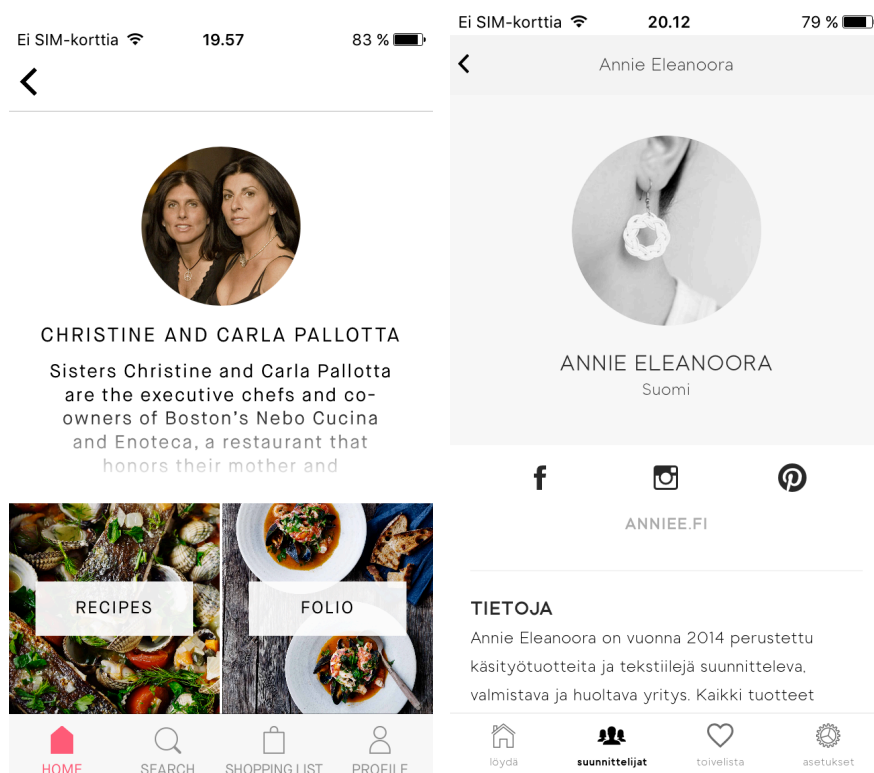 Ei SIM-korttia
19.57
83 %
CHRISTINE AND CARLA PALLOTTA
Sisters Christine and Carla Pallotta
are the executive chefs and co-
owners of Boston's Nebo Cucina
and Enoteca, a restaurant that
honors their mother and
RECIPES
FOLIO
HOME
SEARCH
SHOPPING LIST
PROFILE
Ei SIM-korttia
20.12
79 %
Annie Eleanoora
ANNIE ELEANOORA
Suomi
ANNIEE.FI
TIETOJA
Annie Eleanoora on vuonna 2014 perustettu
käsityötuotteita ja tekstiilejä suunnitteleva,
valmistava ja huoltava yritys. Kaikki tuotteet
löydä
suunnittelijat
toivelista
asetukset